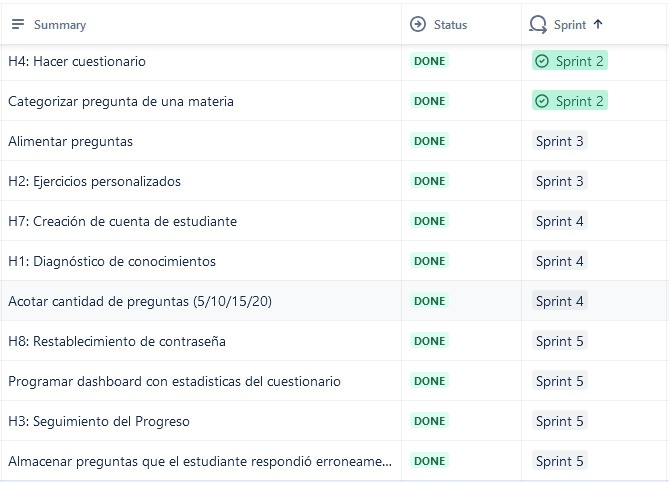 Summary Status Sprint
H4: Hacer cuestionario DONE Sprint 2
Categorizar pregunta de una materia DONE Sprint 2
Alimentar preguntas DONE Sprint 3
H2: Ejercicios personalizados DONE Sprint 3
H7: Creación de cuenta de estudiante DONE Sprint 4
H1: Diagnóstico de conocimientos DONE Sprint 4
Acotar cantidad de preguntas (5/10/15/20) DONE Sprint 4
H8: Restablecimiento de contraseña DONE Sprint 5
Programar dashboard con estadisticas del cuestionario DONE Sprint 5
H3: Seguimiento del Progreso DONE Sprint 5
Almacenar preguntas que el estudiante respondió erroneame... DONE Sprint 5